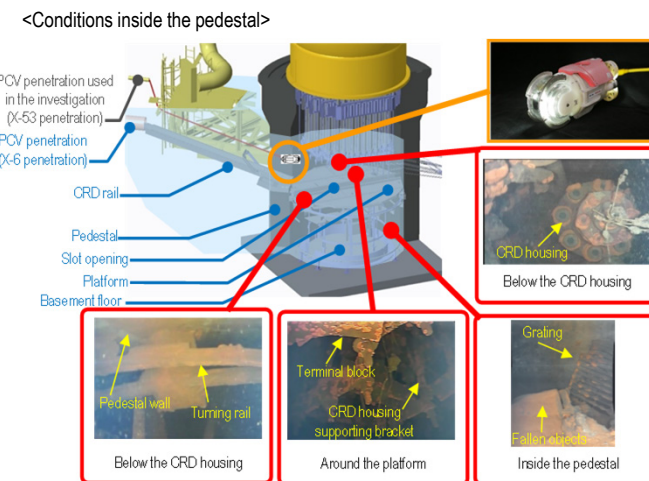 <Conditions inside the pedestal>
PCV penetration used
in the investigation
(X-53 penetration)
PCV penetration
(X-6 penetration)
CRD rail
Pedestal
Slot opening
Platform
Basement floor
CRD housing
Below the CRD housing
Pedestal wall
Turning rail
Below the CRD housing
Terminal block
CRD housing
supporting bracket
Around the platform
Grating
Fallen objects
Inside the pedestal